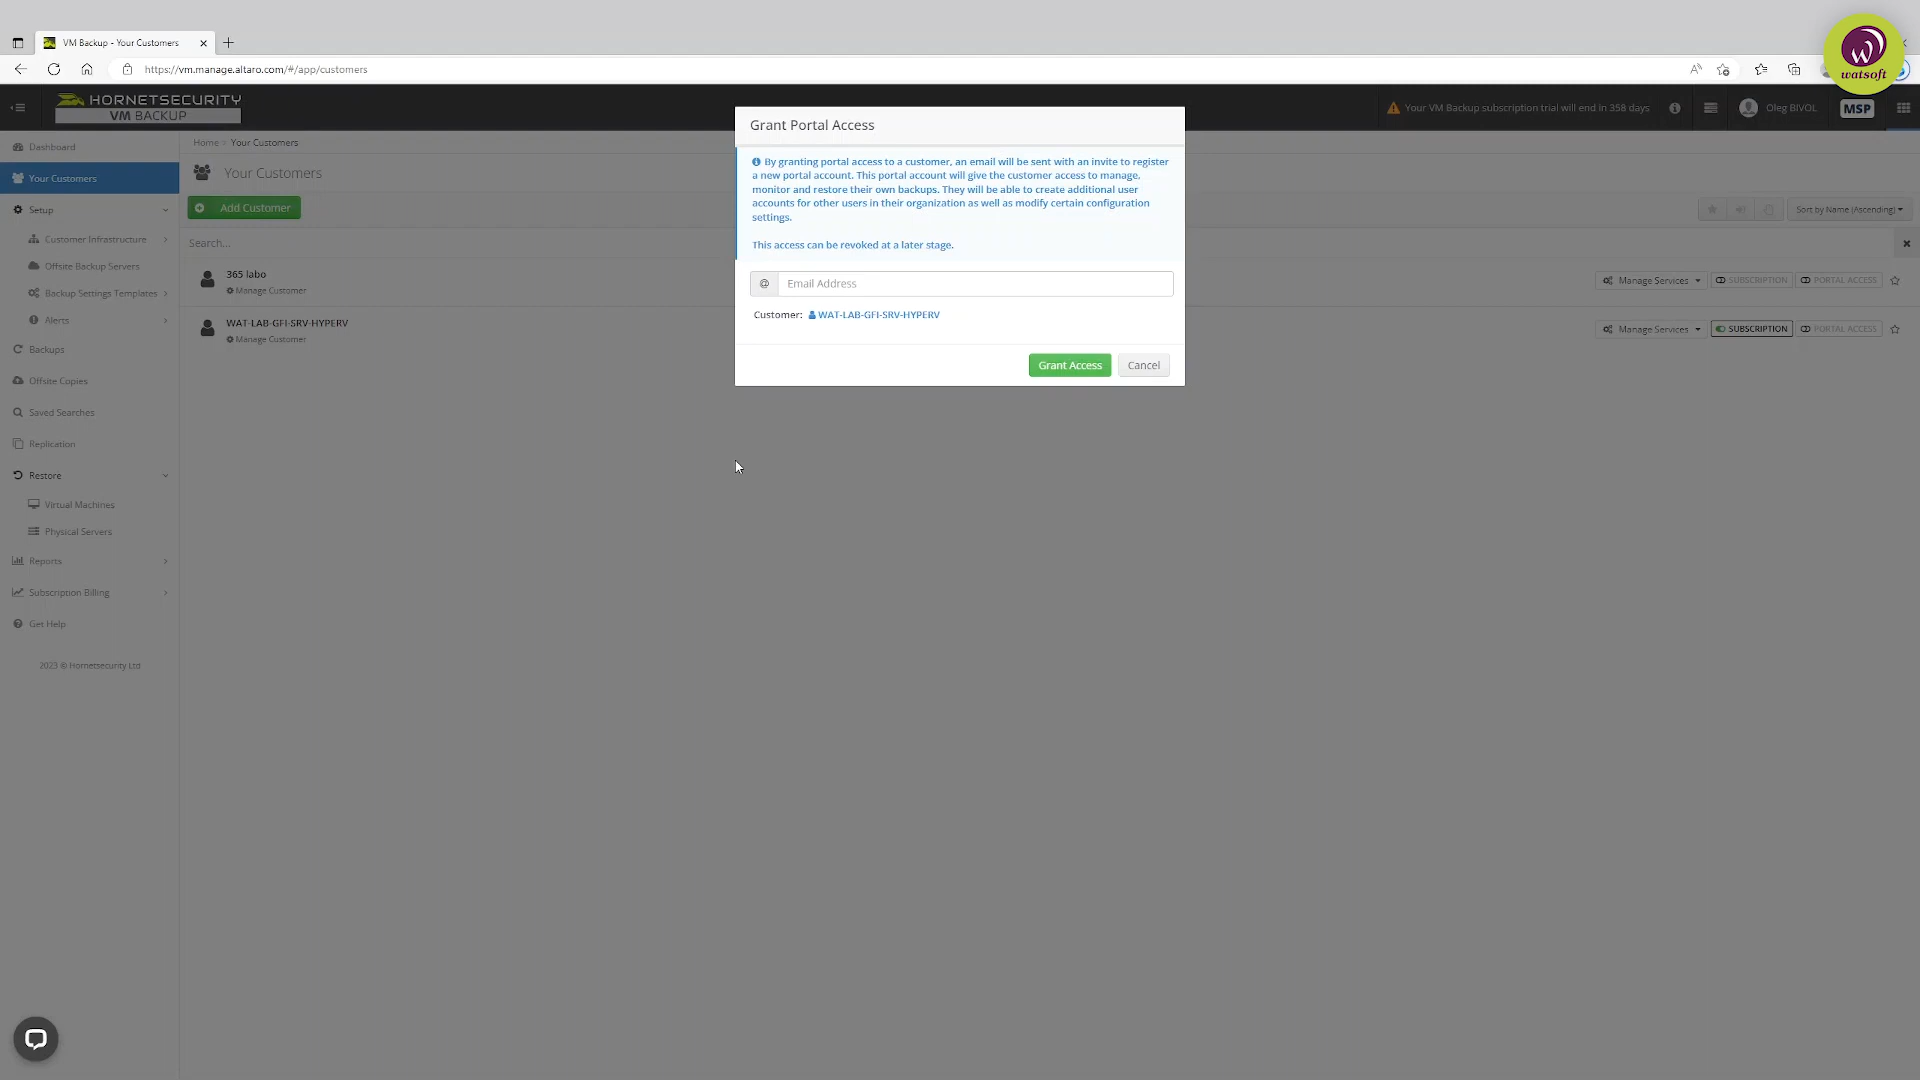 VM Backup - Your Customers
https://vm.manage.altaro.com/#/app/customers
watsoft
HORNETSECURITY
VM BACKUP
Your VM Backup subscription trial will end in 358 days
Oleg BIVOL
MSP
Grant Portal Access
By granting portal access to a customer, an email will be sent with an invite to register
a new portal account. This portal account will give the customer access to manage,
monitor and restore their own backups. They will be able to create additional user
accounts for other users in their organization as well as modify certain configuration
settings.
This access can be revoked at a later stage.
@ Email Address
Customer: WAT-LAB-GFI-SRV-HYPERV
Grant Access Cancel
Dashboard
Your Customers
Setup
Customer Infrastructure
Offsite Backup Servers
Backup Settings Templates
Alerts
Backups
Offsite Copies
Saved Searches
Replication
Restore
Virtual Machines
Physical Servers
Reports
Subscription Billing
Get Help
2023 © Hornetsecurity Ltd
Home Your Customers
Your Customers
Add Customer
Sort by Name (Ascending)
Search...
365 labo
Manage Customer
Manage Services SUBSCRIPTION PORTAL ACCESS
WAT-LAB-GFI-SRV-HYPERV
Manage Customer
Manage Services SUBSCRIPTION PORTAL ACCESS